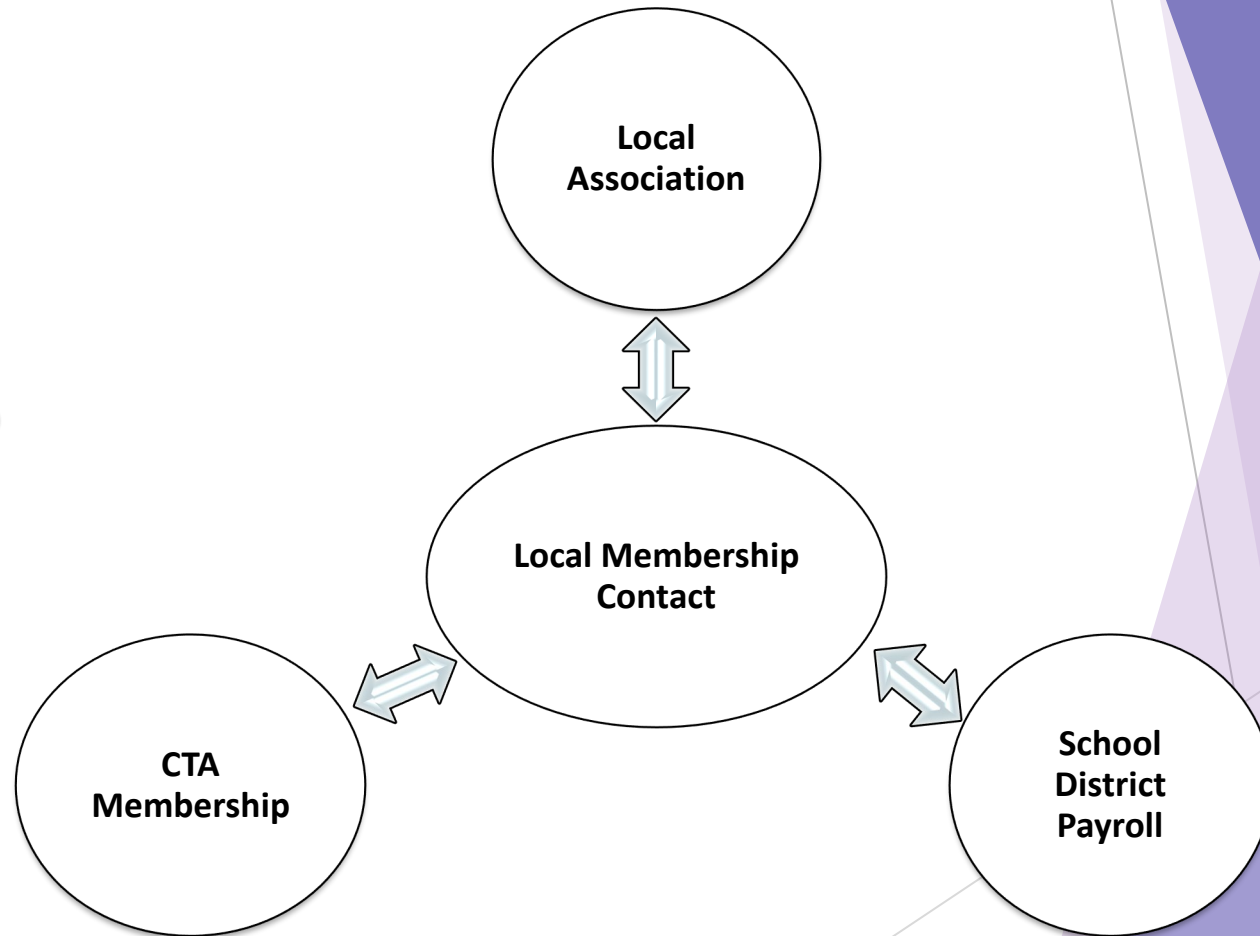 Local
Association
Local Membership
Contact
CTA
Membership
School
District
Payroll